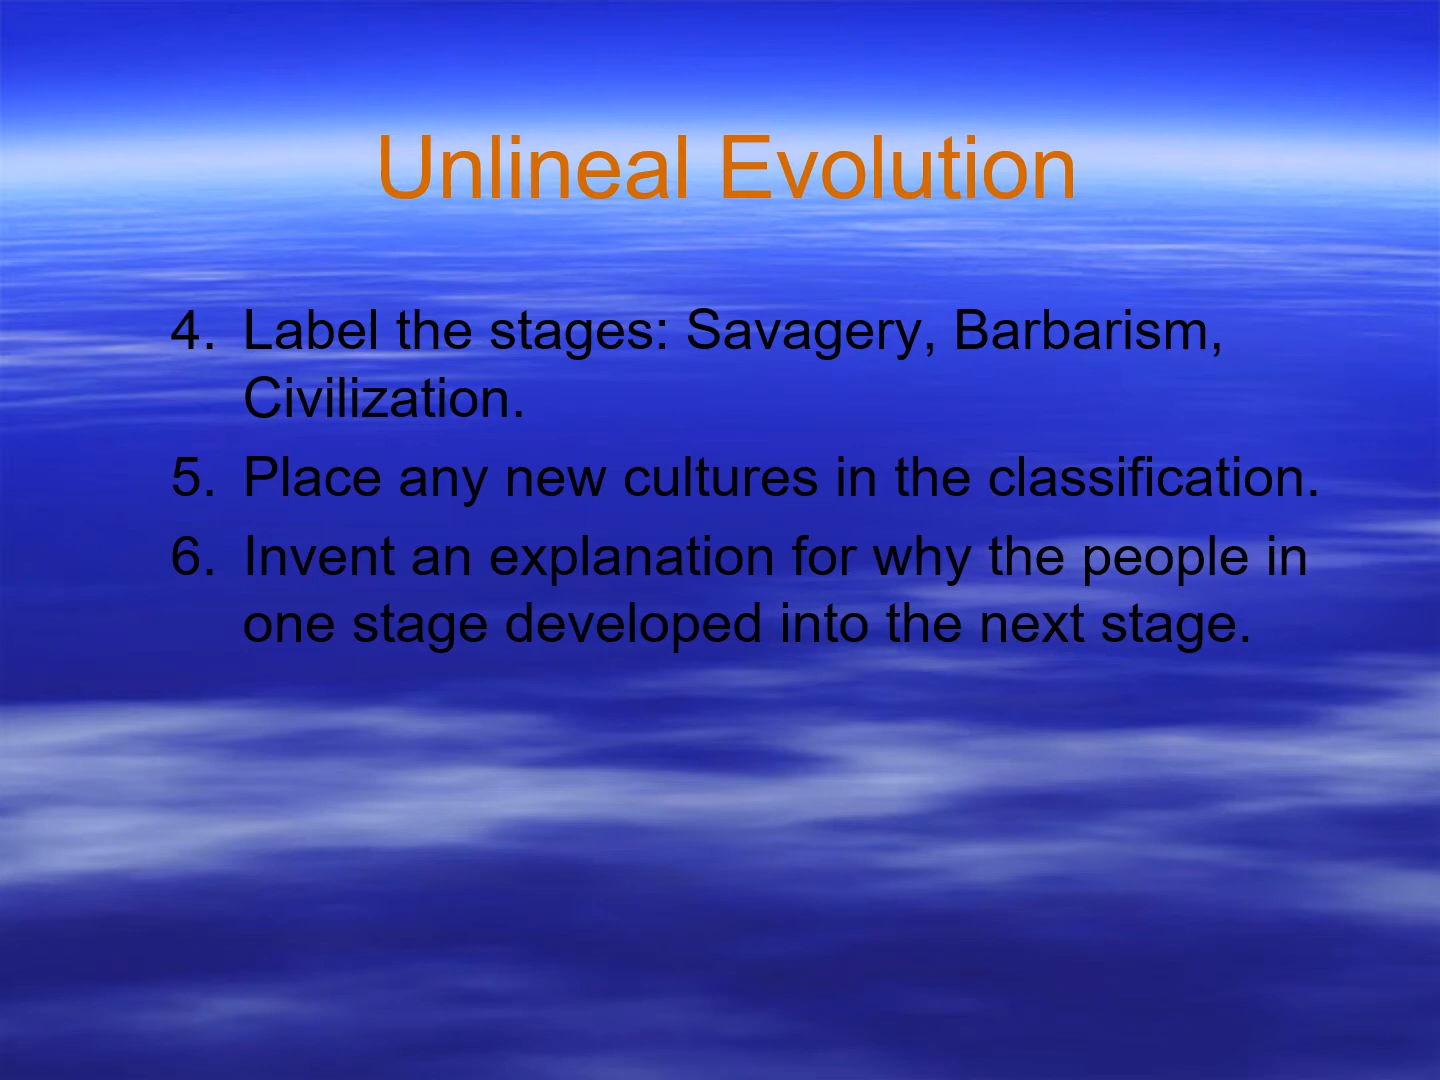 Unlineal Evolution
4. Label the stages: Savagery, Barbarism,
Civilization.
5. Place any new cultures in the classification.
6. Invent an explanation for why the people in
one stage developed into the next stage.